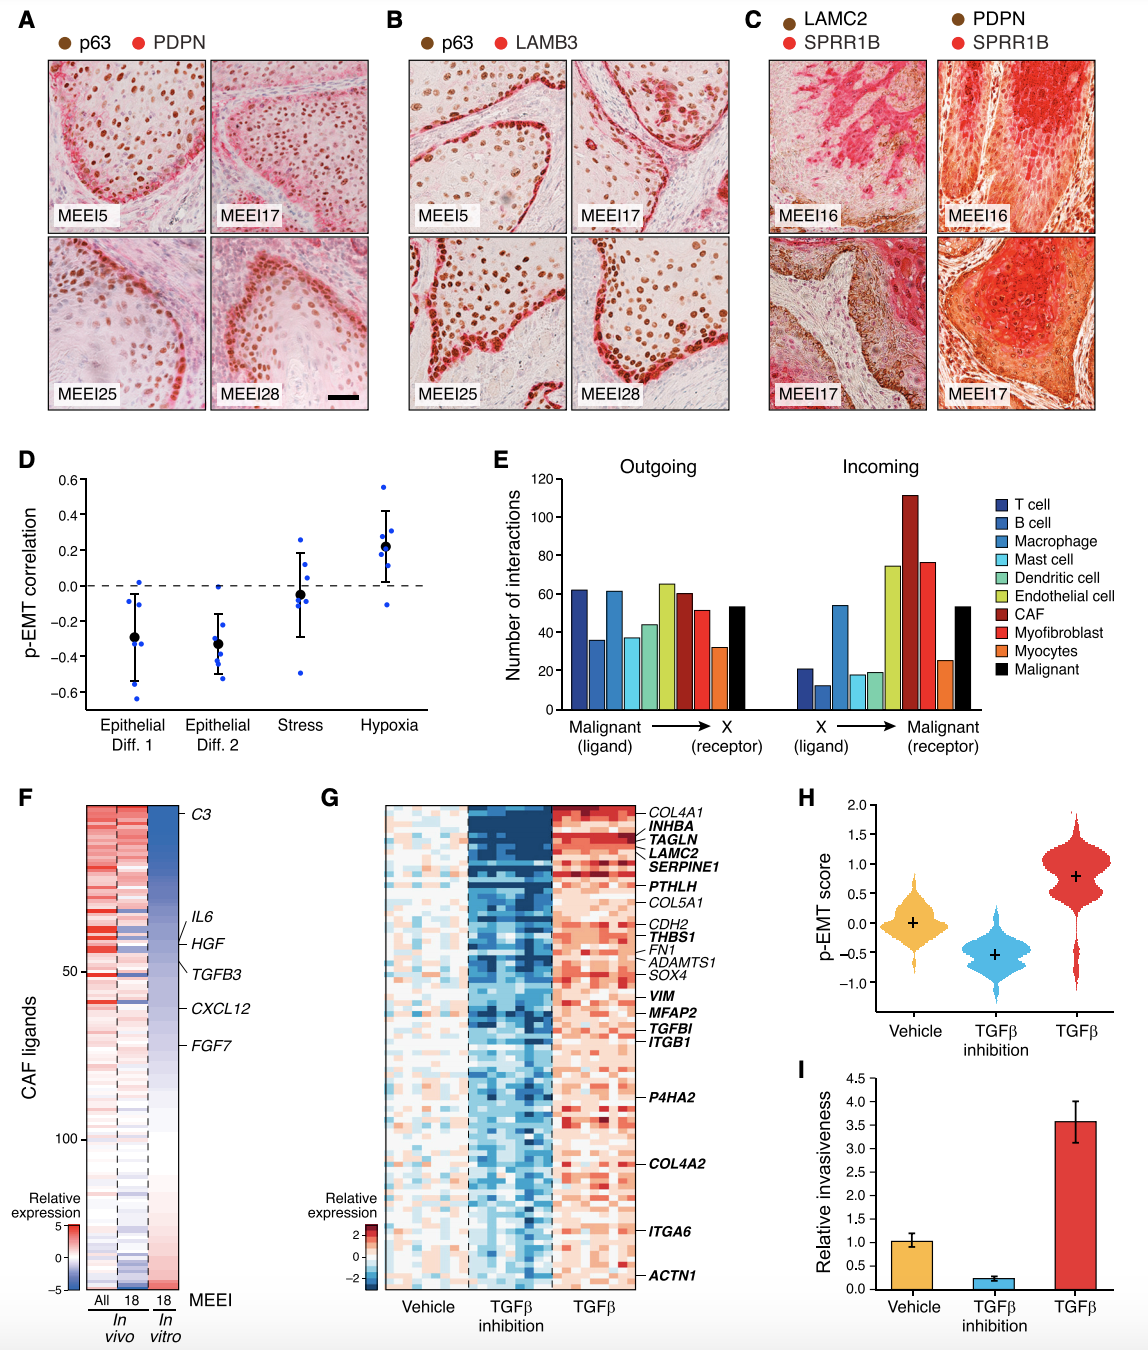 A
p63 PDPN
MEEI5
MEEI17
MEEI25
MEEI28
B
p63 LAMB3
MEEI5
MEEI17
MEEI25
MEEI28
C
LAMC2
SPRR1B
PDPN
SPRR1B
MEEI16
MEEI16
MEEI17
MEEI17
D
p-EMT correlation
0.6
0.4
0.2
0.0
−0.2
−0.4
−0.6
Epithelial
Diff. 1
Epithelial
Diff. 2
Stress
Hypoxia
E
Outgoing
Incoming
Number of interactions
120
100
80
60
40
20
0
Malignant
(ligand)
X
(receptor)
X
(ligand)
Malignant
(receptor)
T cell
B cell
Macrophage
Mast cell
Dendritic cell
Endothelial cell
CAF
Myofibroblast
Myocytes
Malignant
F
CAF ligands
50
100
C3
IL6
HGF
TGFB3
CXCL12
FGF7
Relative
expression
5
0
−5
All 18 18 MEEI
In
vivo
In
vitro
G
COL4A1
INHBA
TAGLN
LAMC2
SERPINE1
PTHLH
COL5A1
CDH2
THBS1
FN1
ADAMTS1
SOX4
VIM
MFAP2
TGFBI
ITGB1
P4HA2
COL4A2
ITGA6
ACTN1
Relative
expression
2
0
−2
Vehicle
TGFβ
inhibition
TGFβ
H
p-EMT score
2.0
1.5
1.0
0.5
0.0
−0.5
−1.0
Vehicle
TGFβ
inhibition
TGFβ
I
Relative invasiveness
4.5
4.0
3.5
3.0
2.5
2.0
1.5
1.0
0.5
0.0
Vehicle
TGFβ
inhibition
TGFβ